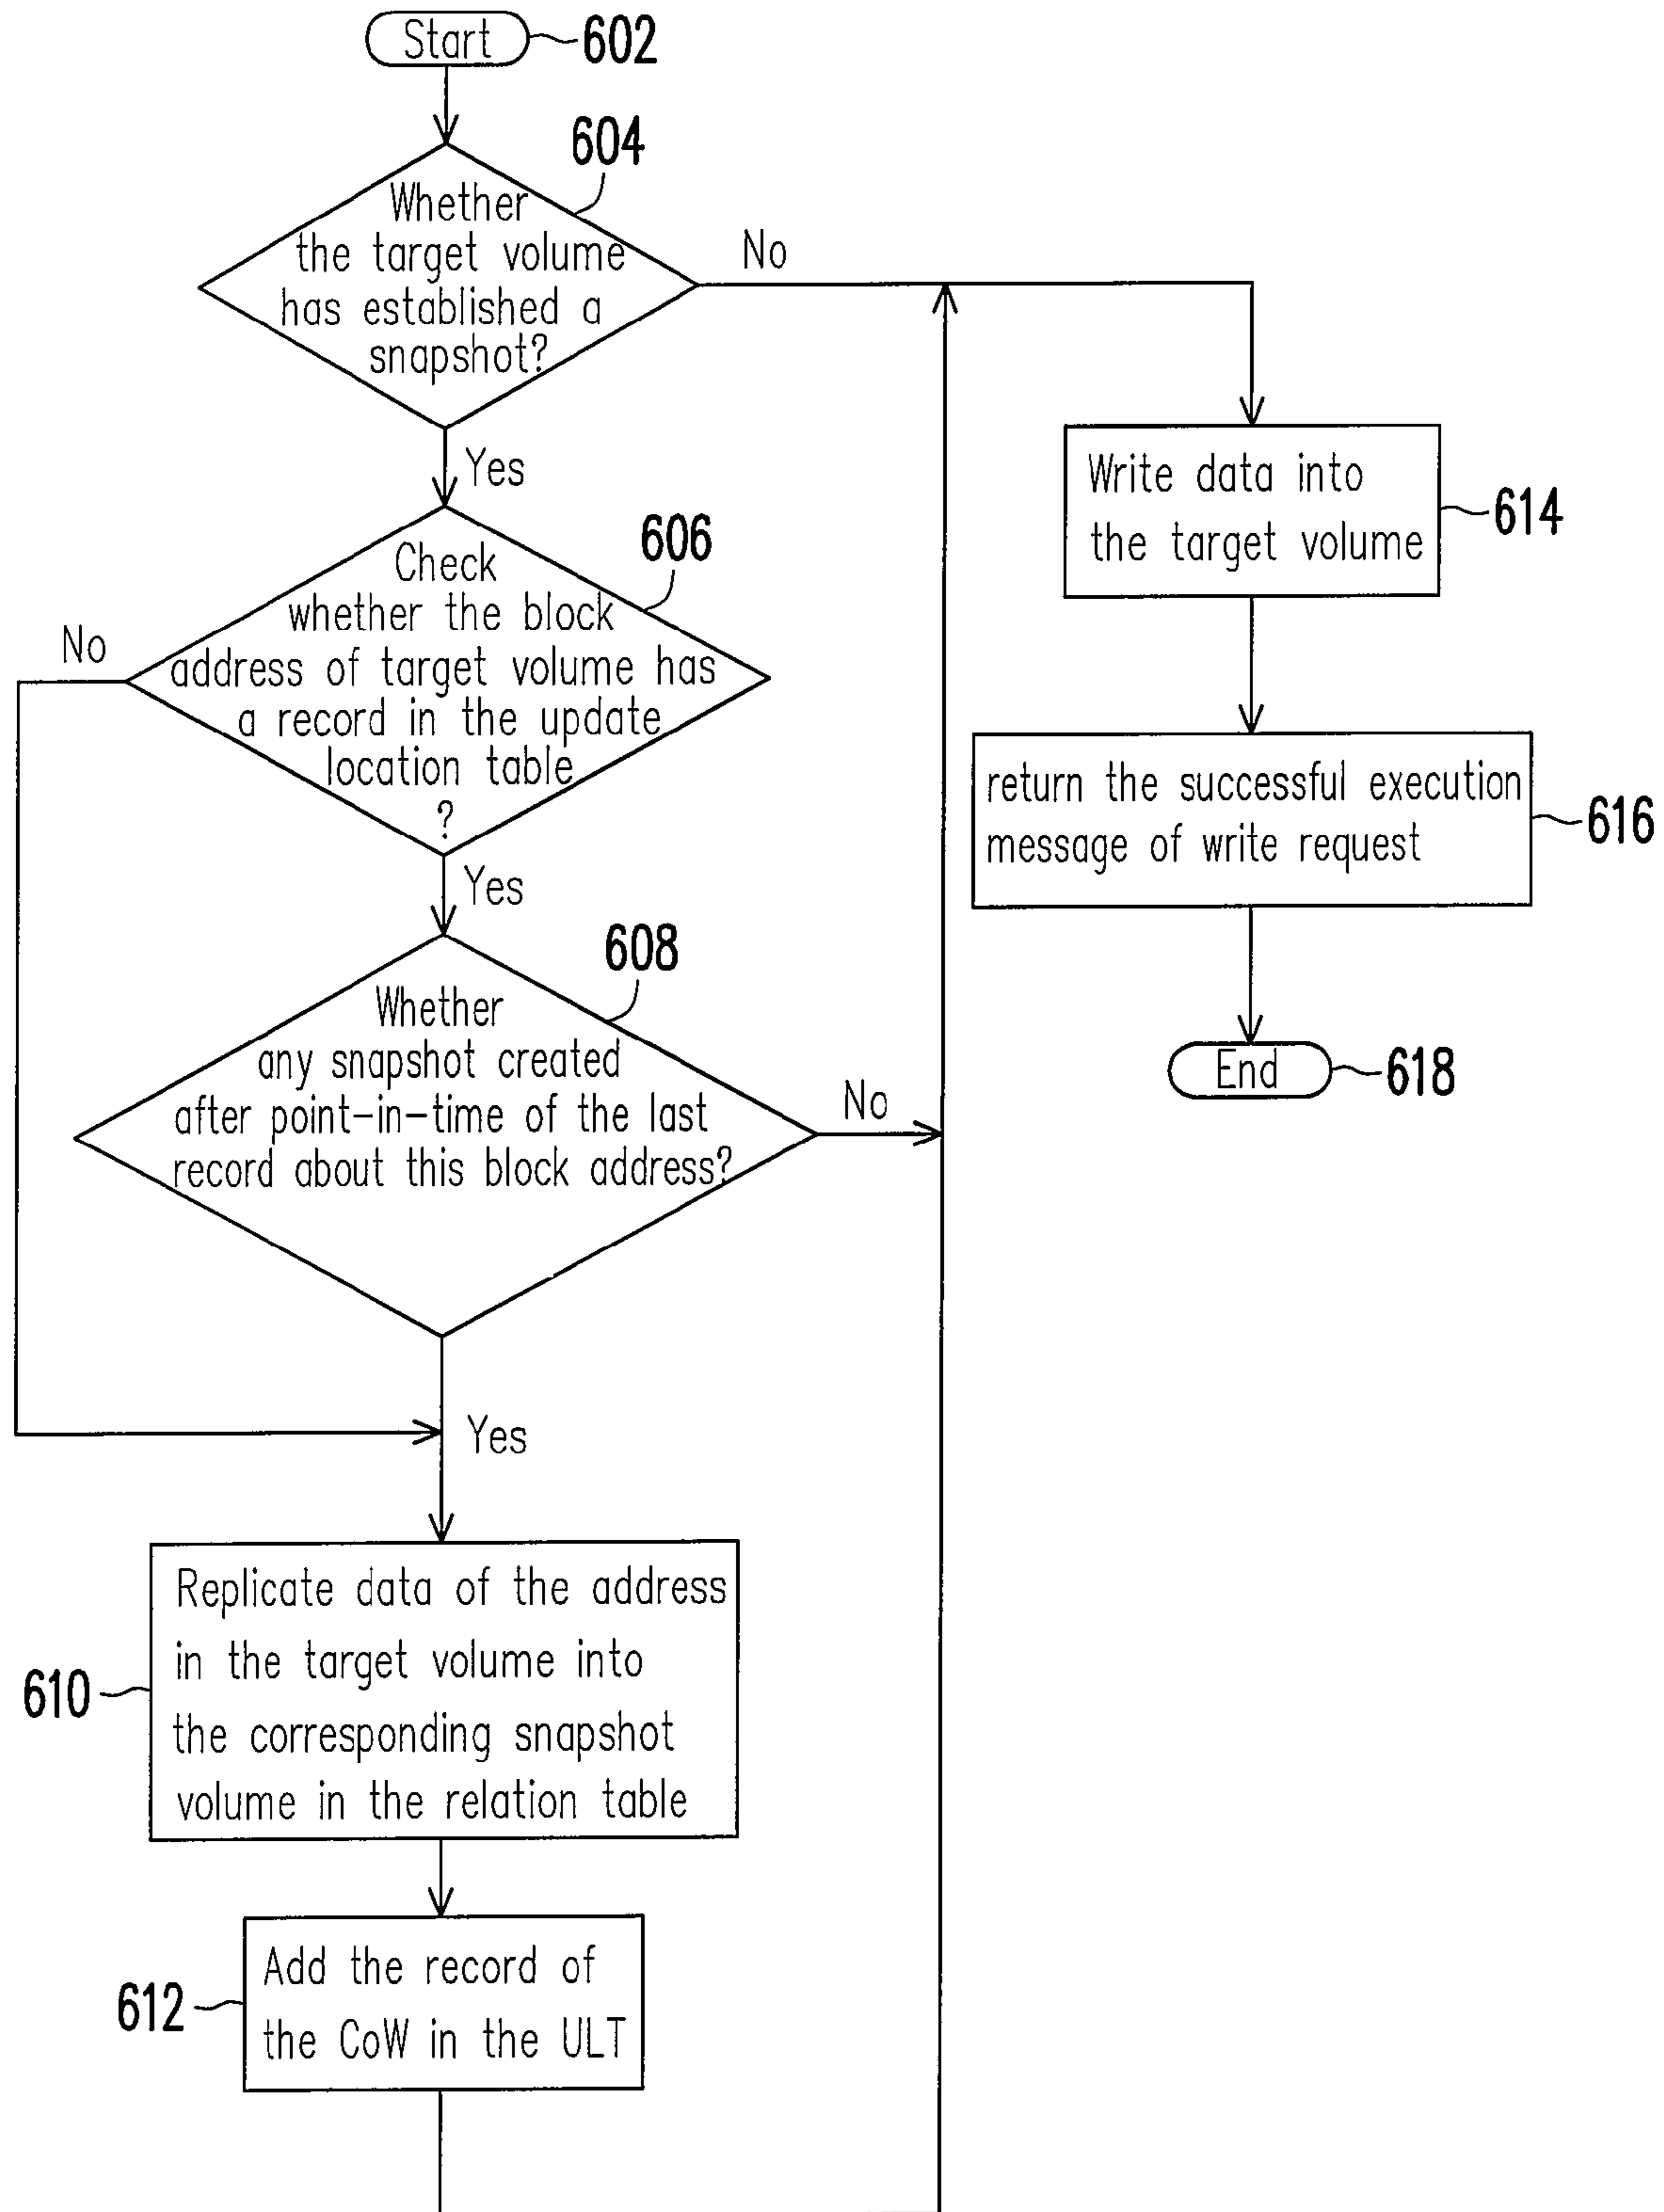 Start
602
604
Whether
the target volume
has established a
snapshot?
No
Yes
606
Check
whether the block
address of target volume has
a record in the update
location table
?
No
Yes
608
Whether
any snapshot created
after point-in-time of the last
record about this block address?
No
Yes
610
Replicate data of the address
in the target volume into
the corresponding snapshot
volume in the relation table
612
Add the record of
the CoW in the ULT
Write data into
the target volume
614
return the successful execution
message of write request
616
End
618